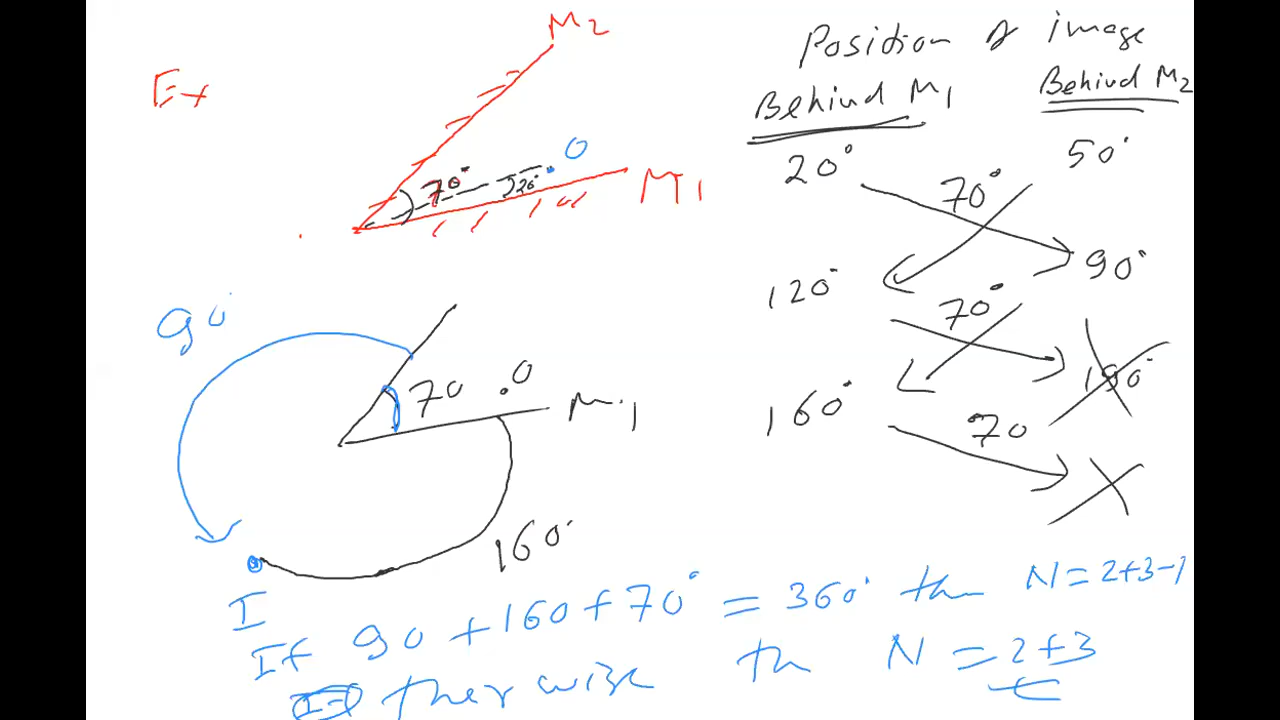 Ex
M2
O
70°
20°
M1
Position of image
Behind M1
Behind M2
20°
50°
70°
120°
90°
70°
160°
190°
70
90°
70
O
M1
160°
I
If 90 + 160 + 70° = 360° then N = 2+3-1
Otherwise then N = 2+3